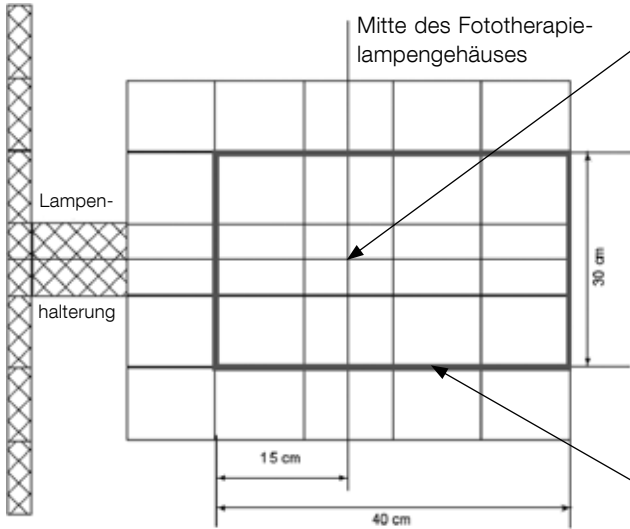 Mitte des Fototherapie-
lampengehäuses
Lampen-
halterung
30 cm
15 cm
40 cm